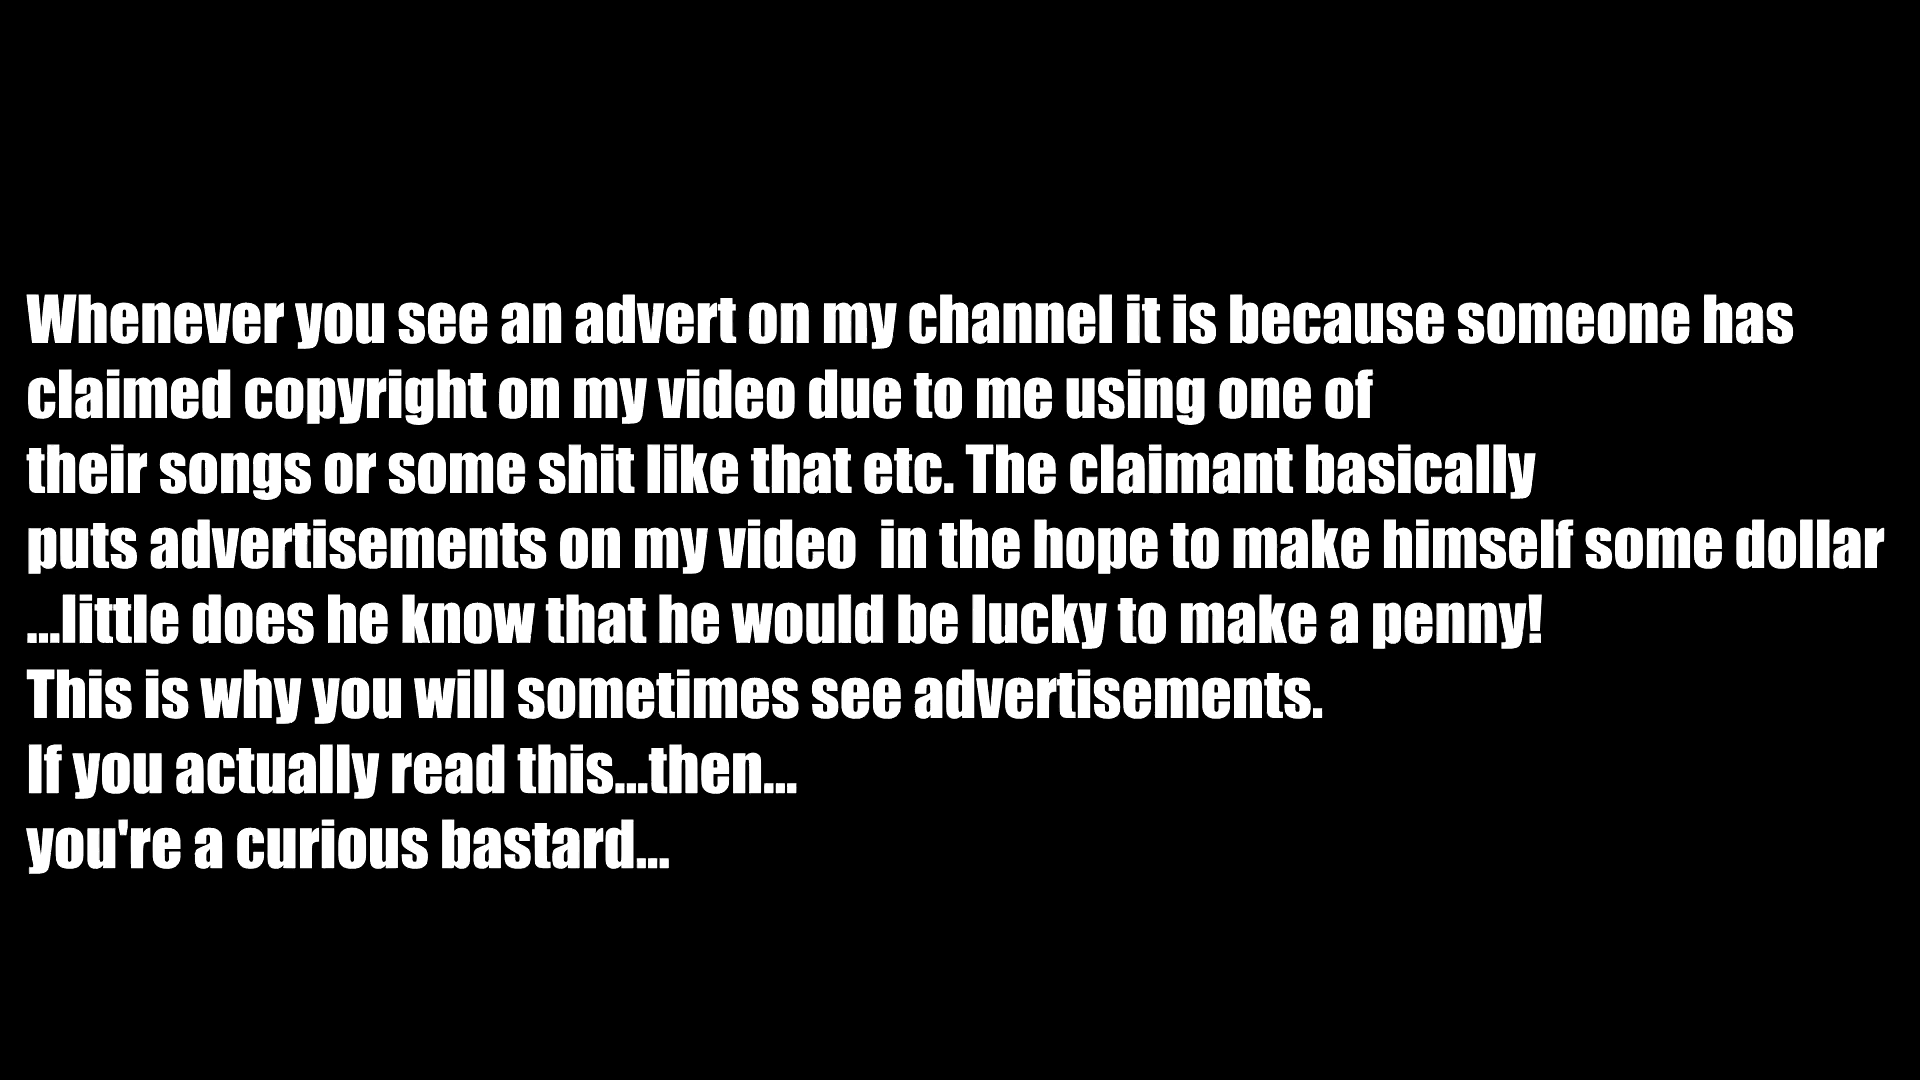 Whenever you see an advert on my channel it is because someone has
claimed copyright on my video due to me using one of
their songs or some shit like that etc. The claimant basically
puts advertisements on my video  in the hope to make himself some dollar
...little does he know that he would be lucky to make a penny!
This is why you will sometimes see advertisements.
If you actually read this...then...
you're a curious bastard...